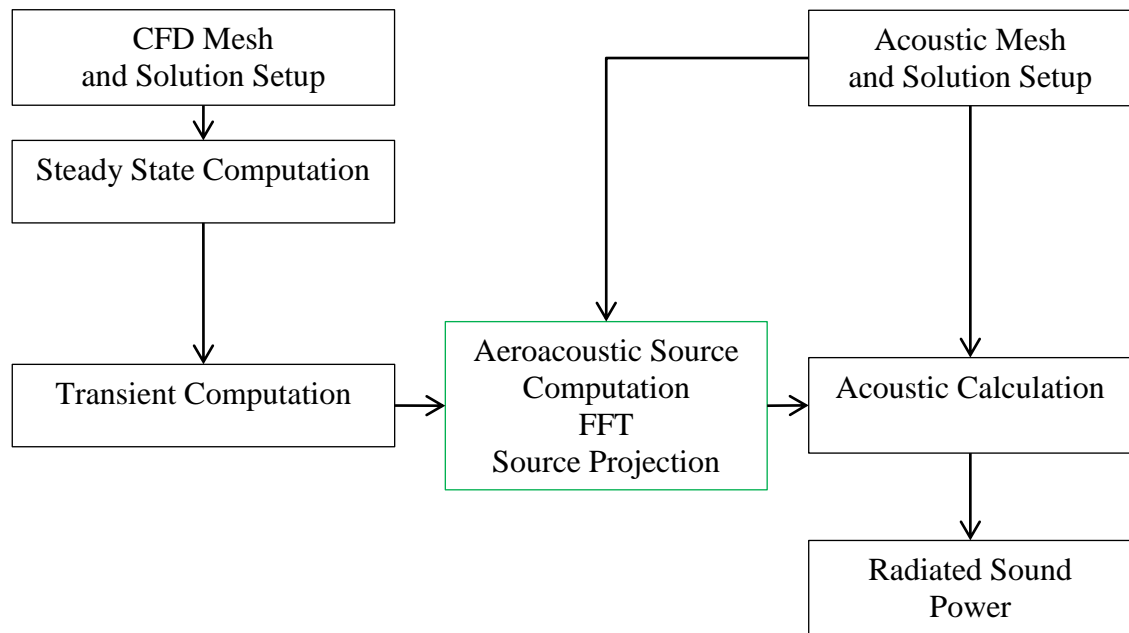 CFD Mesh
and Solution Setup
Acoustic Mesh
and Solution Setup
Steady State Computation
Transient Computation
Aeroacoustic Source
Computation
FFT
Source Projection
Acoustic Calculation
Radiated Sound
Power